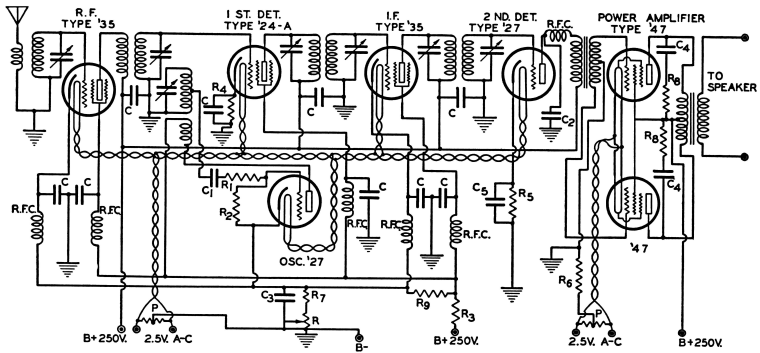 R.F.
TYPE '35
1 ST. DET.
TYPE '24-A
I.F.
TYPE '35
2 ND. DET.
TYPE '27
R.F.C.
POWER AMPLIFIER
TYPE '47
C4
R8
TO
SPEAKER
R4
C
C
C
C
C
C2
R8
C4
C1
R1
R2
C5
R5
C
C
C
C
C
R.F.C.
R.F.C.
R.F.C.
R.F.C.
R.F.C.
OSC. '27
'47
R6
C3
R7
R
R9
R3
P
P
B+250V.
2.5V. A-C
B-
B+250V.
2.5V. A-C
B+250V.